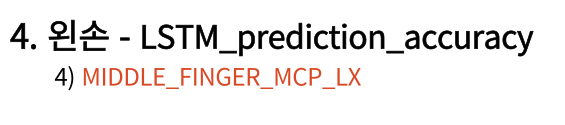 4. 왼손 - LSTM_prediction_accuracy
4) MIDDLE_FINGER_MCP_LX